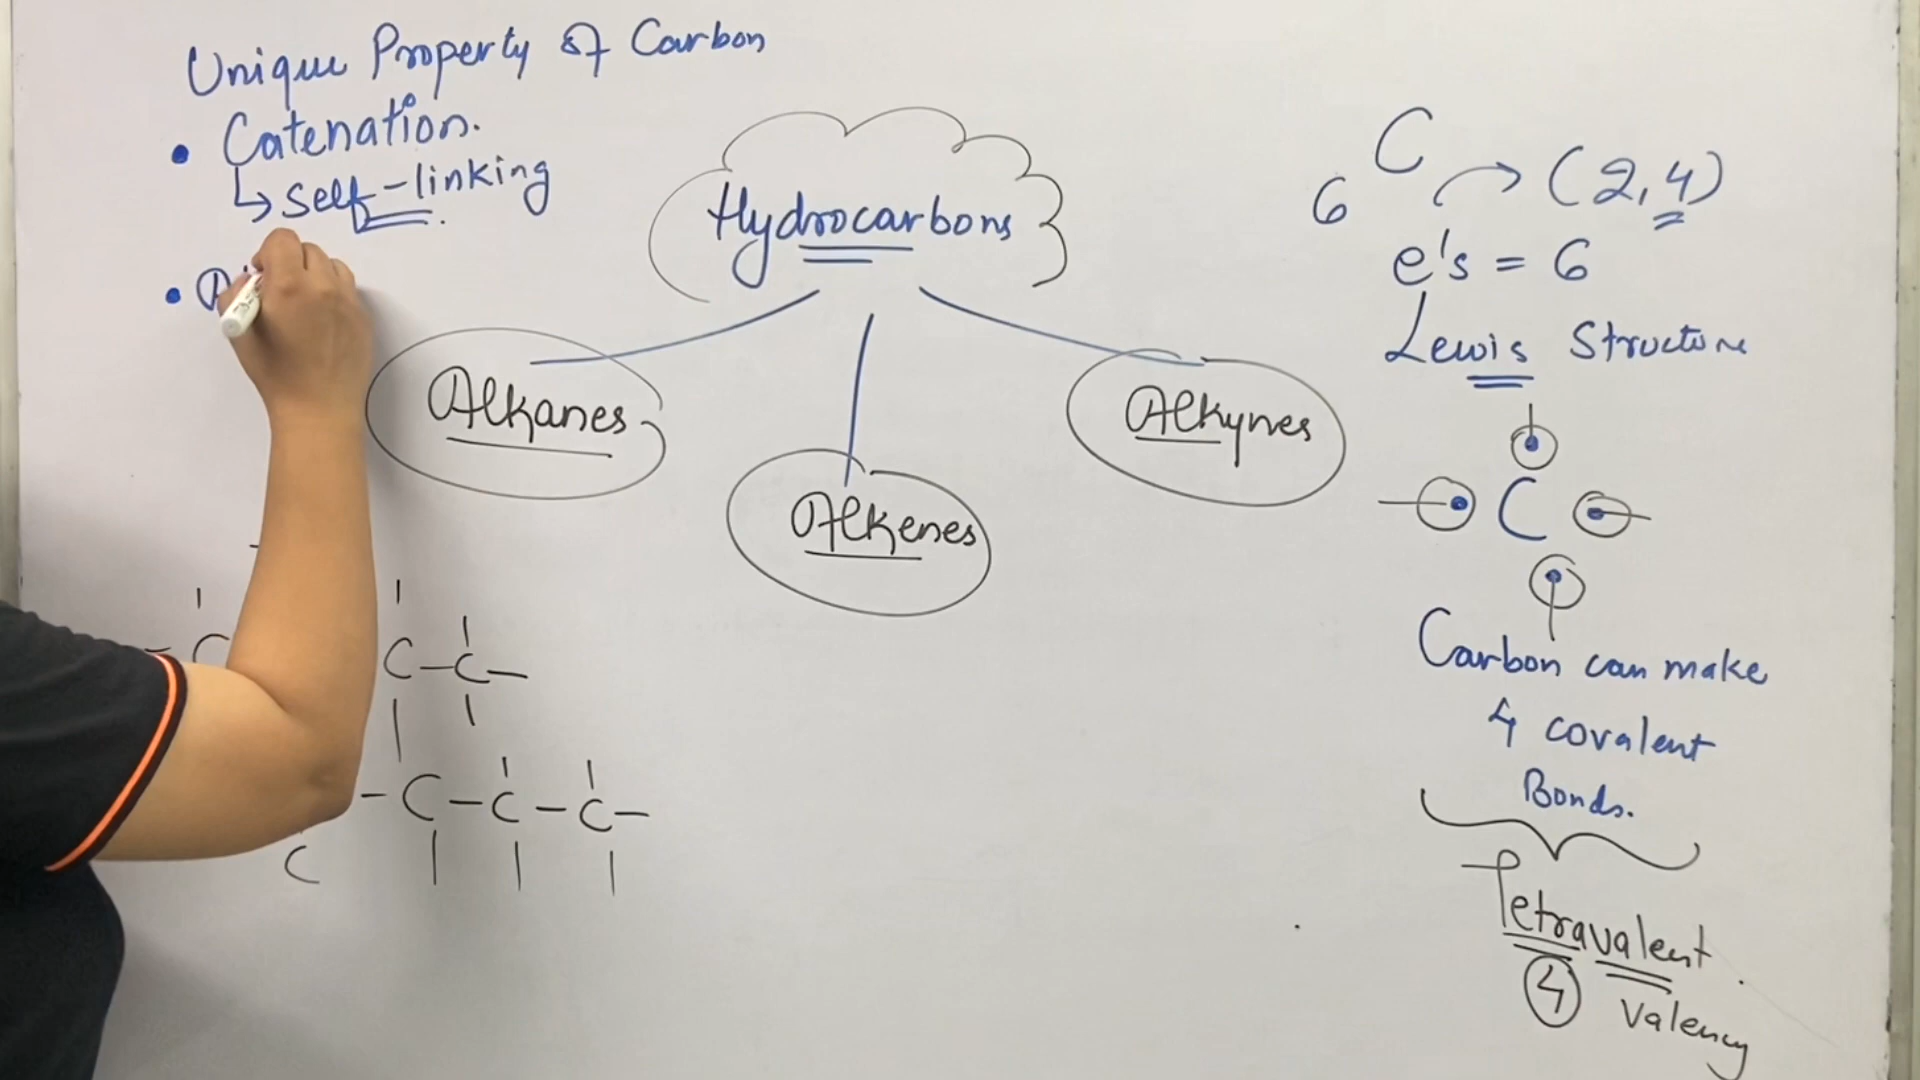 Unique Property of Carbon
• Catenation.
↳ Self-linking.
•
Hydrocarbons
Alkanes
Alkenes
Alkynes
6 C → (2,4)
e's = 6
Lewis Structure
C
Carbon can make
4 covalent
Bonds.
Tetravalent.
4 Valency
C
C–C–
–C–C–C–
C